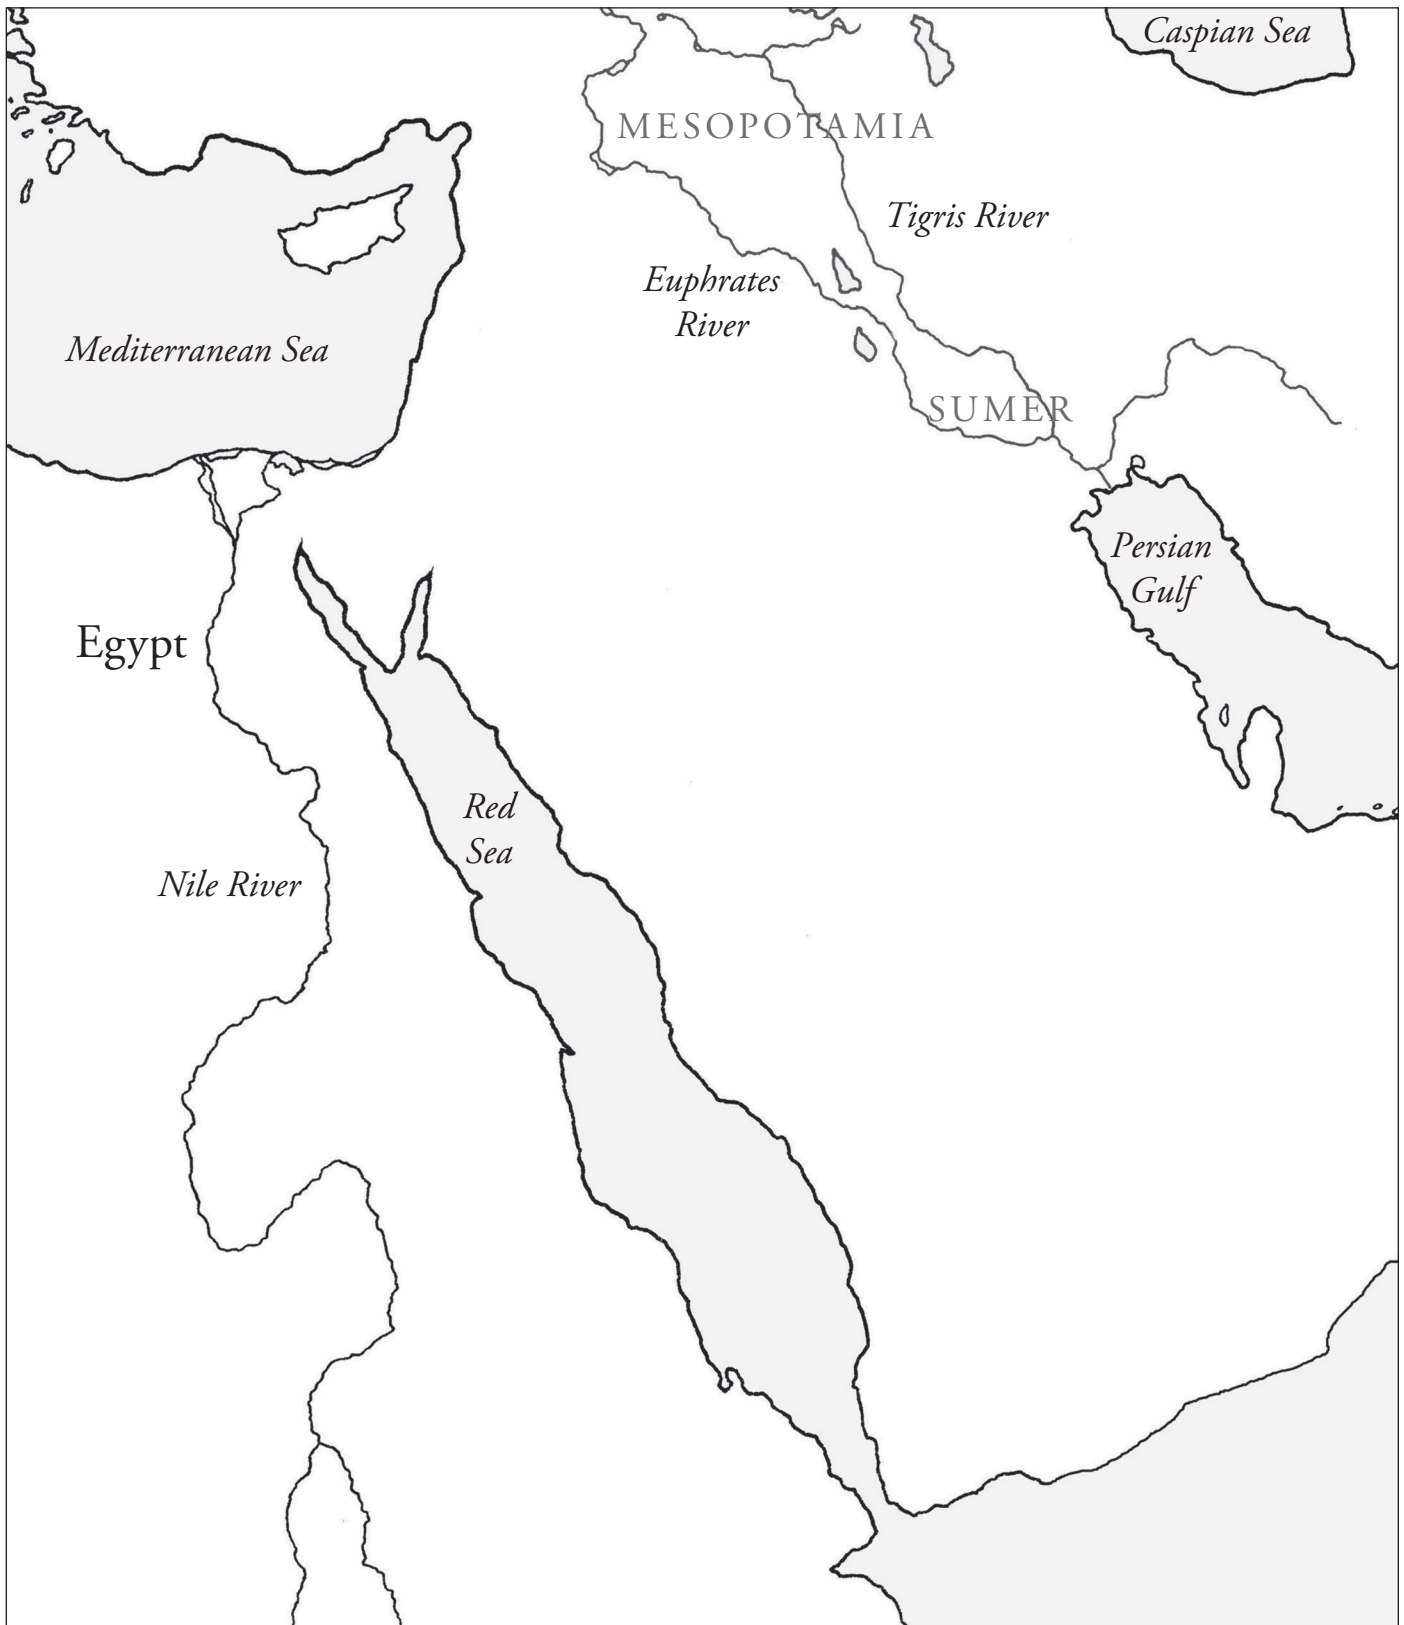 Caspian Sea
MESOPOTAMIA
Tigris River
Euphrates
River
Mediterranean Sea
SUMER
Persian
Gulf
Egypt
Red
Sea
Nile River